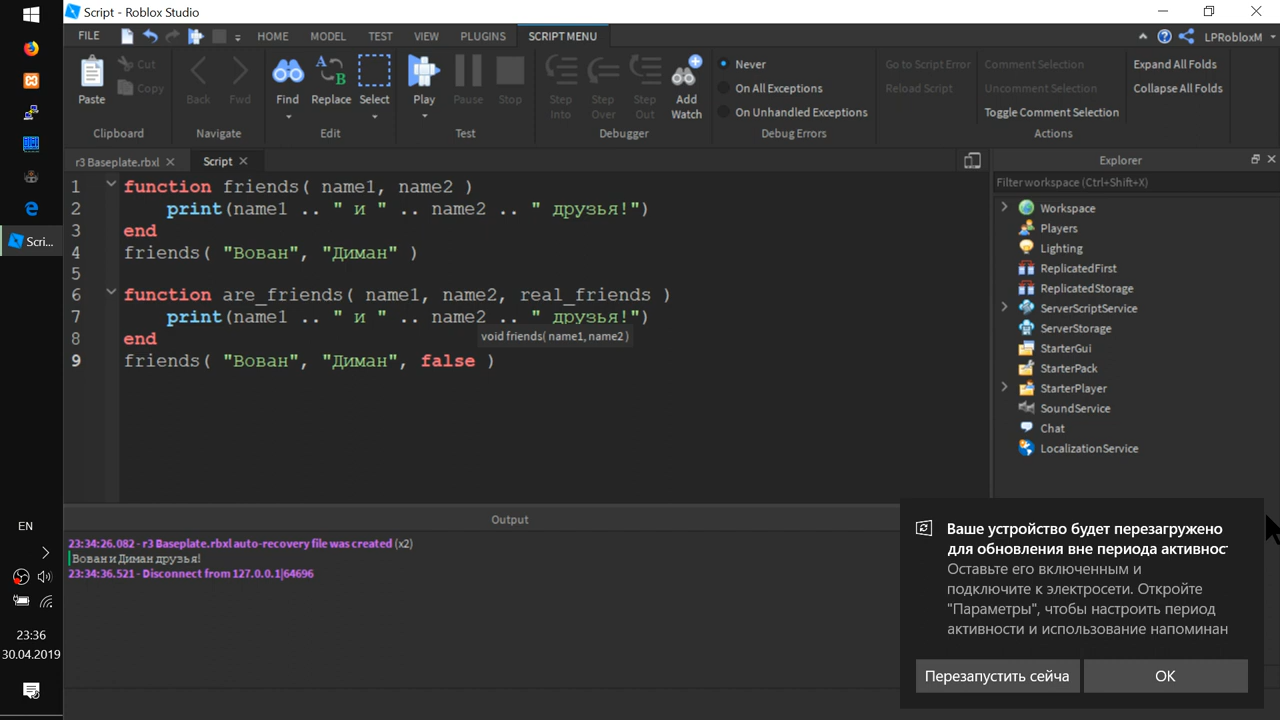 Script - Roblox Studio
FILE HOME MODEL TEST VIEW PLUGINS SCRIPT MENU LPRobloxM
Paste Cut Copy Clipboard
Back Fwd Navigate
Find Replace Select Edit
Play Pause Stop Test
Step Into Step Over Step Out Add Watch Debugger
Never
On All Exceptions
On Unhandled Exceptions
Debug Errors
Go to Script Error
Reload Script
Comment Selection
Uncomment Selection
Toggle Comment Selection
Expand All Folds
Collapse All Folds
Actions
r3 Baseplate.rbxl Script
1 function friends( name1, name2 )
2 print(name1 .. " и " .. name2 .. " друзья!")
3 end
4 friends( "Вован", "Диман" )
5
6 function are_friends( name1, name2, real_friends )
7 print(name1 .. " и " .. name2 .. " друзья!")
void friends( name1, name2 )
8 end
9 friends( "Вован", "Диман", false )
Explorer
Filter workspace (Ctrl+Shift+X)
Workspace
Players
Lighting
ReplicatedFirst
ReplicatedStorage
ServerScriptService
ServerStorage
StarterGui
StarterPack
StarterPlayer
SoundService
Chat
LocalizationService
Output
23:34:26.082 - r3 Baseplate.rbxl auto-recovery file was created (x2)
Вован и Диман друзья!
23:34:36.521 - Disconnect from 127.0.0.1|64696
Scri...
EN
23:36
30.04.2019
Ваше устройство будет перезагружено
для обновления вне периода активнос
Оставьте его включенным и
подключите к электросети. Откройте
"Параметры", чтобы настроить период
активности и использование напоминан
Перезапустить сейча OK